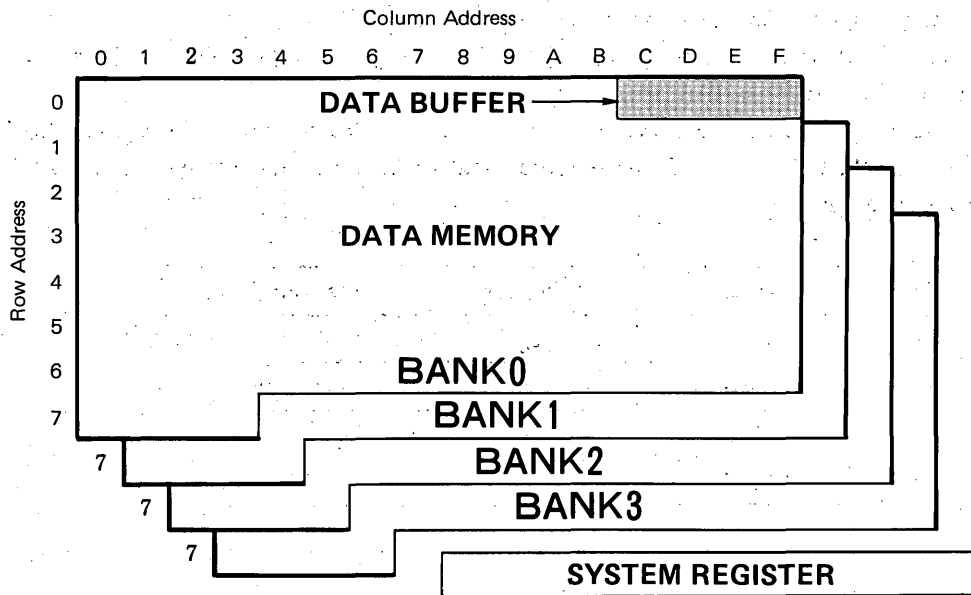 Column Address
0 1 2 3 4 5 6 7 8 9 A B C D E F
Row Address
0
DATA BUFFER
1
2
3
DATA MEMORY
4
5
6
BANK0
7
BANK1
7
BANK2
7
BANK3
7
SYSTEM REGISTER